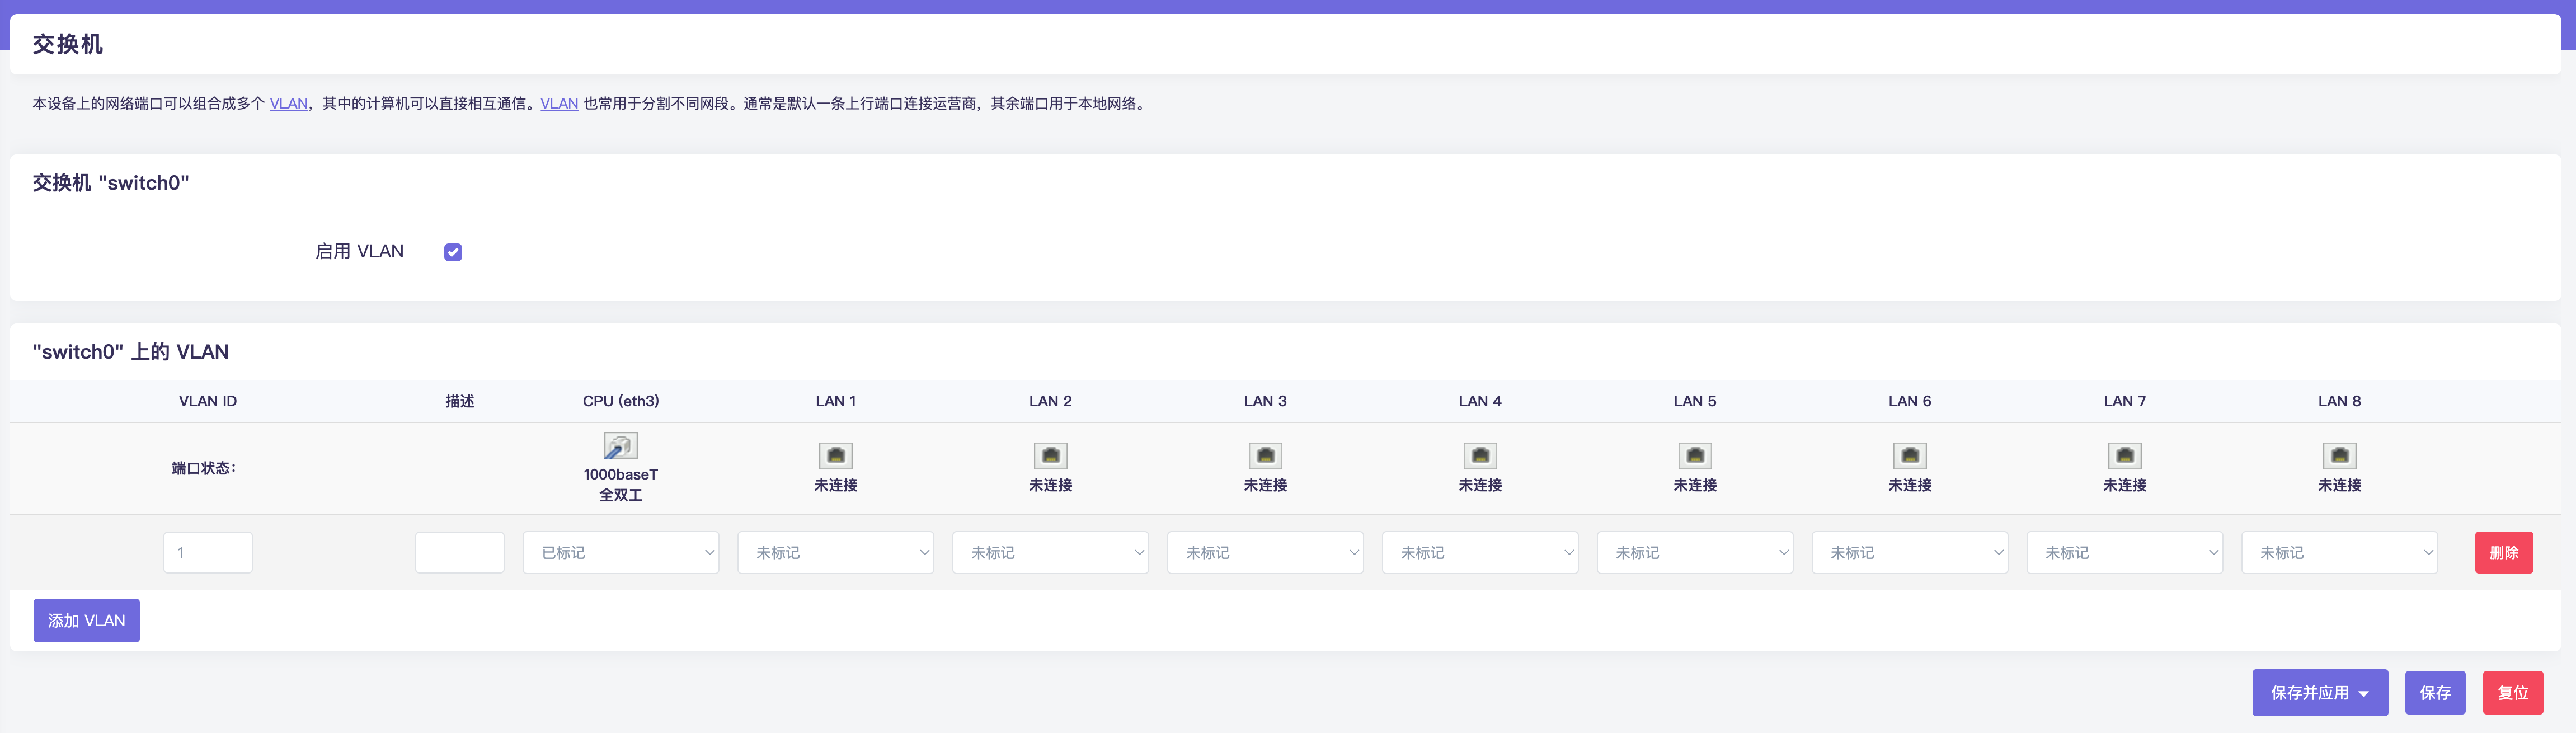 交换机
本设备上的网络端口可以组合成多个 VLAN，其中的计算机可以直接相互通信。VLAN 也常用于分割不同网段。通常是默认一条上行端口连接运营商，其余端口用于本地网络。
交换机 "switch0"
启用 VLAN
"switch0" 上的 VLAN
VLAN ID 描述 CPU (eth3) LAN 1 LAN 2 LAN 3 LAN 4 LAN 5 LAN 6 LAN 7 LAN 8
端口状态： 1000baseT 全双工 未连接 未连接 未连接 未连接 未连接 未连接 未连接 未连接
1 已标记 未标记 未标记 未标记 未标记 未标记 未标记 未标记 未标记 删除
添加 VLAN
保存并应用 保存 复位